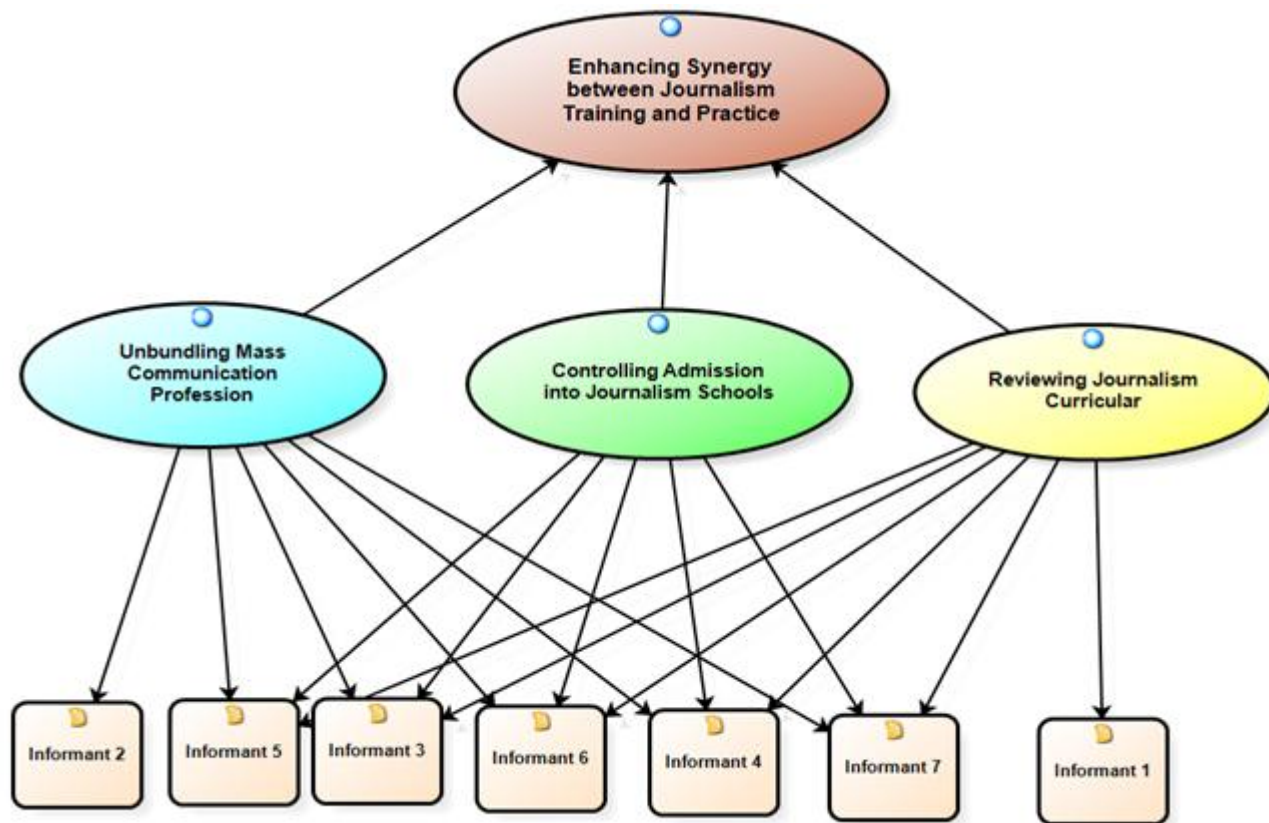 Enhancing Synergy
between Journalism
Training and Practice
Unbundling Mass
Communication
Profession
Controlling Admission
into Journalism Schools
Reviewing Journalism
Curricular
Informant 2
Informant 5
Informant 3
Informant 6
Informant 4
Informant 7
Informant 1